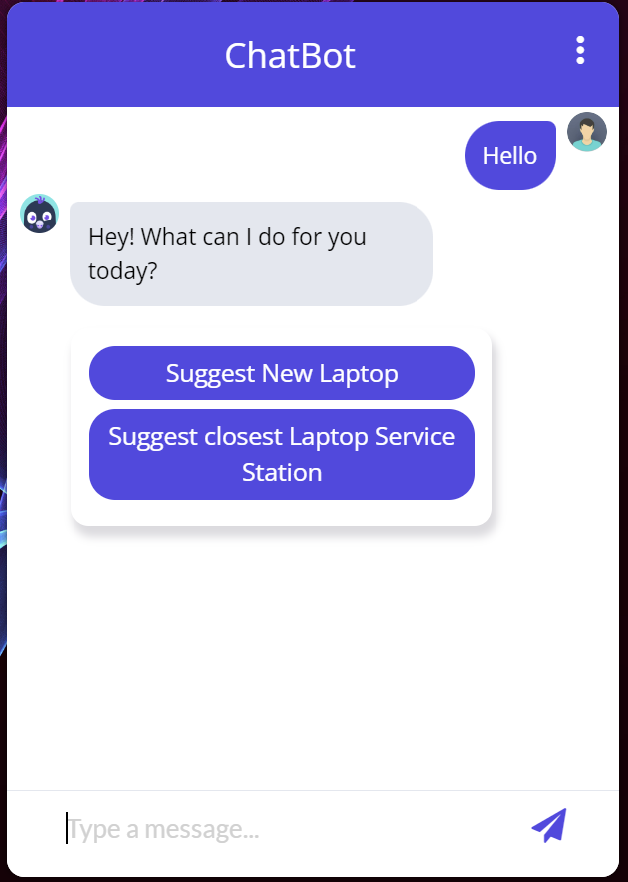 ChatBot
Hello
Hey! What can I do for you
today?
Suggest New Laptop
Suggest closest Laptop Service
Station
Type a message...